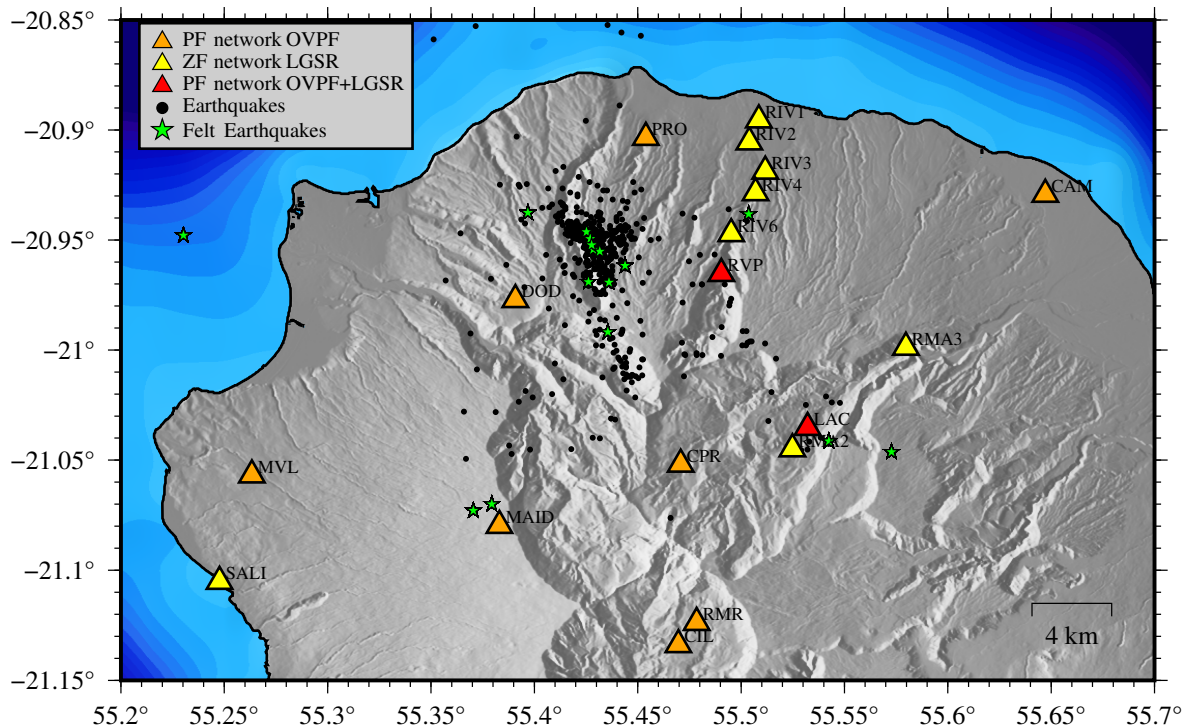 −20.85°
PF network OVPF
ZF network LGSR
PF network OVPF+LGSR
Earthquakes
Felt Earthquakes
−20.9°
PRO
RIV1
RIV2
RIV3
RIV4
CAM
−20.95°
RIV6
RVP
DOD
−21°
RMA3
LAC
RMA2
−21.05°
MVL
CPR
MAID
−21.1°
SALI
RMR
CIL
4 km
−21.15°
55.2° 55.25° 55.3° 55.35° 55.4° 55.45° 55.5° 55.55° 55.6° 55.65° 55.7°